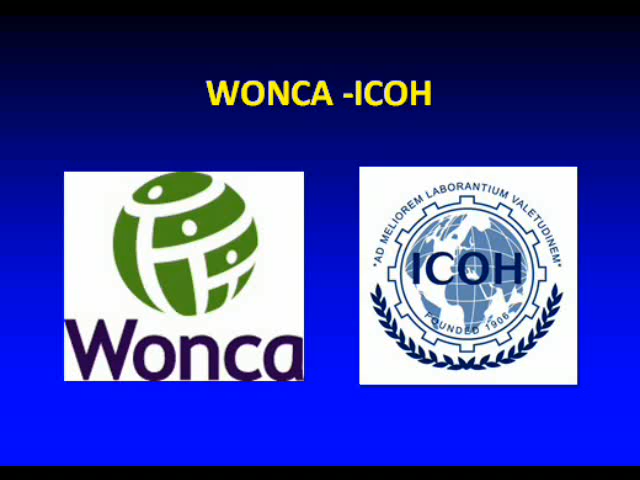 WONCA -ICOH
Wonca
"AD MELIOREM LABORANTIUM VALETUDINEM"
ICOH
FOUNDED 1906